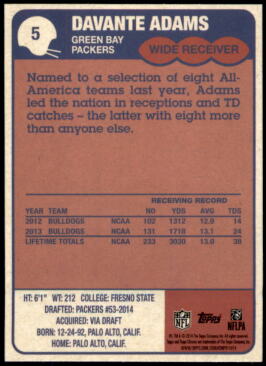 5
DAVANTE ADAMS
GREEN BAY
PACKERS
WIDE RECEIVER
Named to a selection of eight All-
America teams last year, Adams
led the nation in receptions and TD
catches – the latter with eight more
than anyone else.
RECEIVING RECORD
YEAR TEAM NO YDS AVG TDS
2012 BULLDOGS NCAA 102 1312 12.9 14
2013 BULLDOGS NCAA 131 1718 13.1 24
LIFETIME TOTALS NCAA 233 3030 13.0 38
HT: 6'1" WT: 212 COLLEGE: FRESNO STATE
DRAFTED: PACKERS #53-2014
ACQUIRED: VIA DRAFT
BORN: 12-24-92, PALO ALTO, CALIF.
HOME: PALO ALTO, CALIF.
NFL
Topps
NFLPA